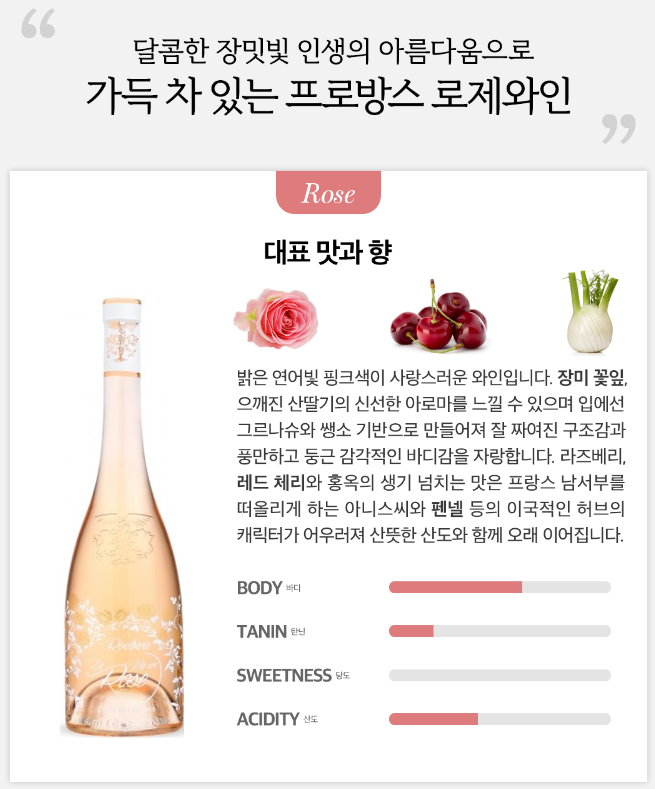 “
달콤한 장밋빛 인생의 아름다움으로
가득 차 있는 프로방스 로제와인
”
Rose
대표 맛과 향
밝은 연어빛 핑크색이 사랑스러운 와인입니다. 장미 꽃잎,
으깨진 산딸기의 신선한 아로마를 느낄 수 있으며 입에선
그르나슈와 쌩소 기반으로 만들어져 잘 짜여진 구조감과
풍만하고 둥근 감각적인 바디감을 자랑합니다. 라즈베리,
레드 체리와 홍옥의 생기 넘치는 맛은 프랑스 남서부를
떠올리게 하는 아니스씨와 펜넬 등의 이국적인 허브의
캐릭터가 어우러져 산뜻한 산도와 함께 오래 이어집니다.
BODY 바디
TANIN 탄닌
SWEETNESS 당도
ACIDITY 산도
Roubine
La Vie en
Rose